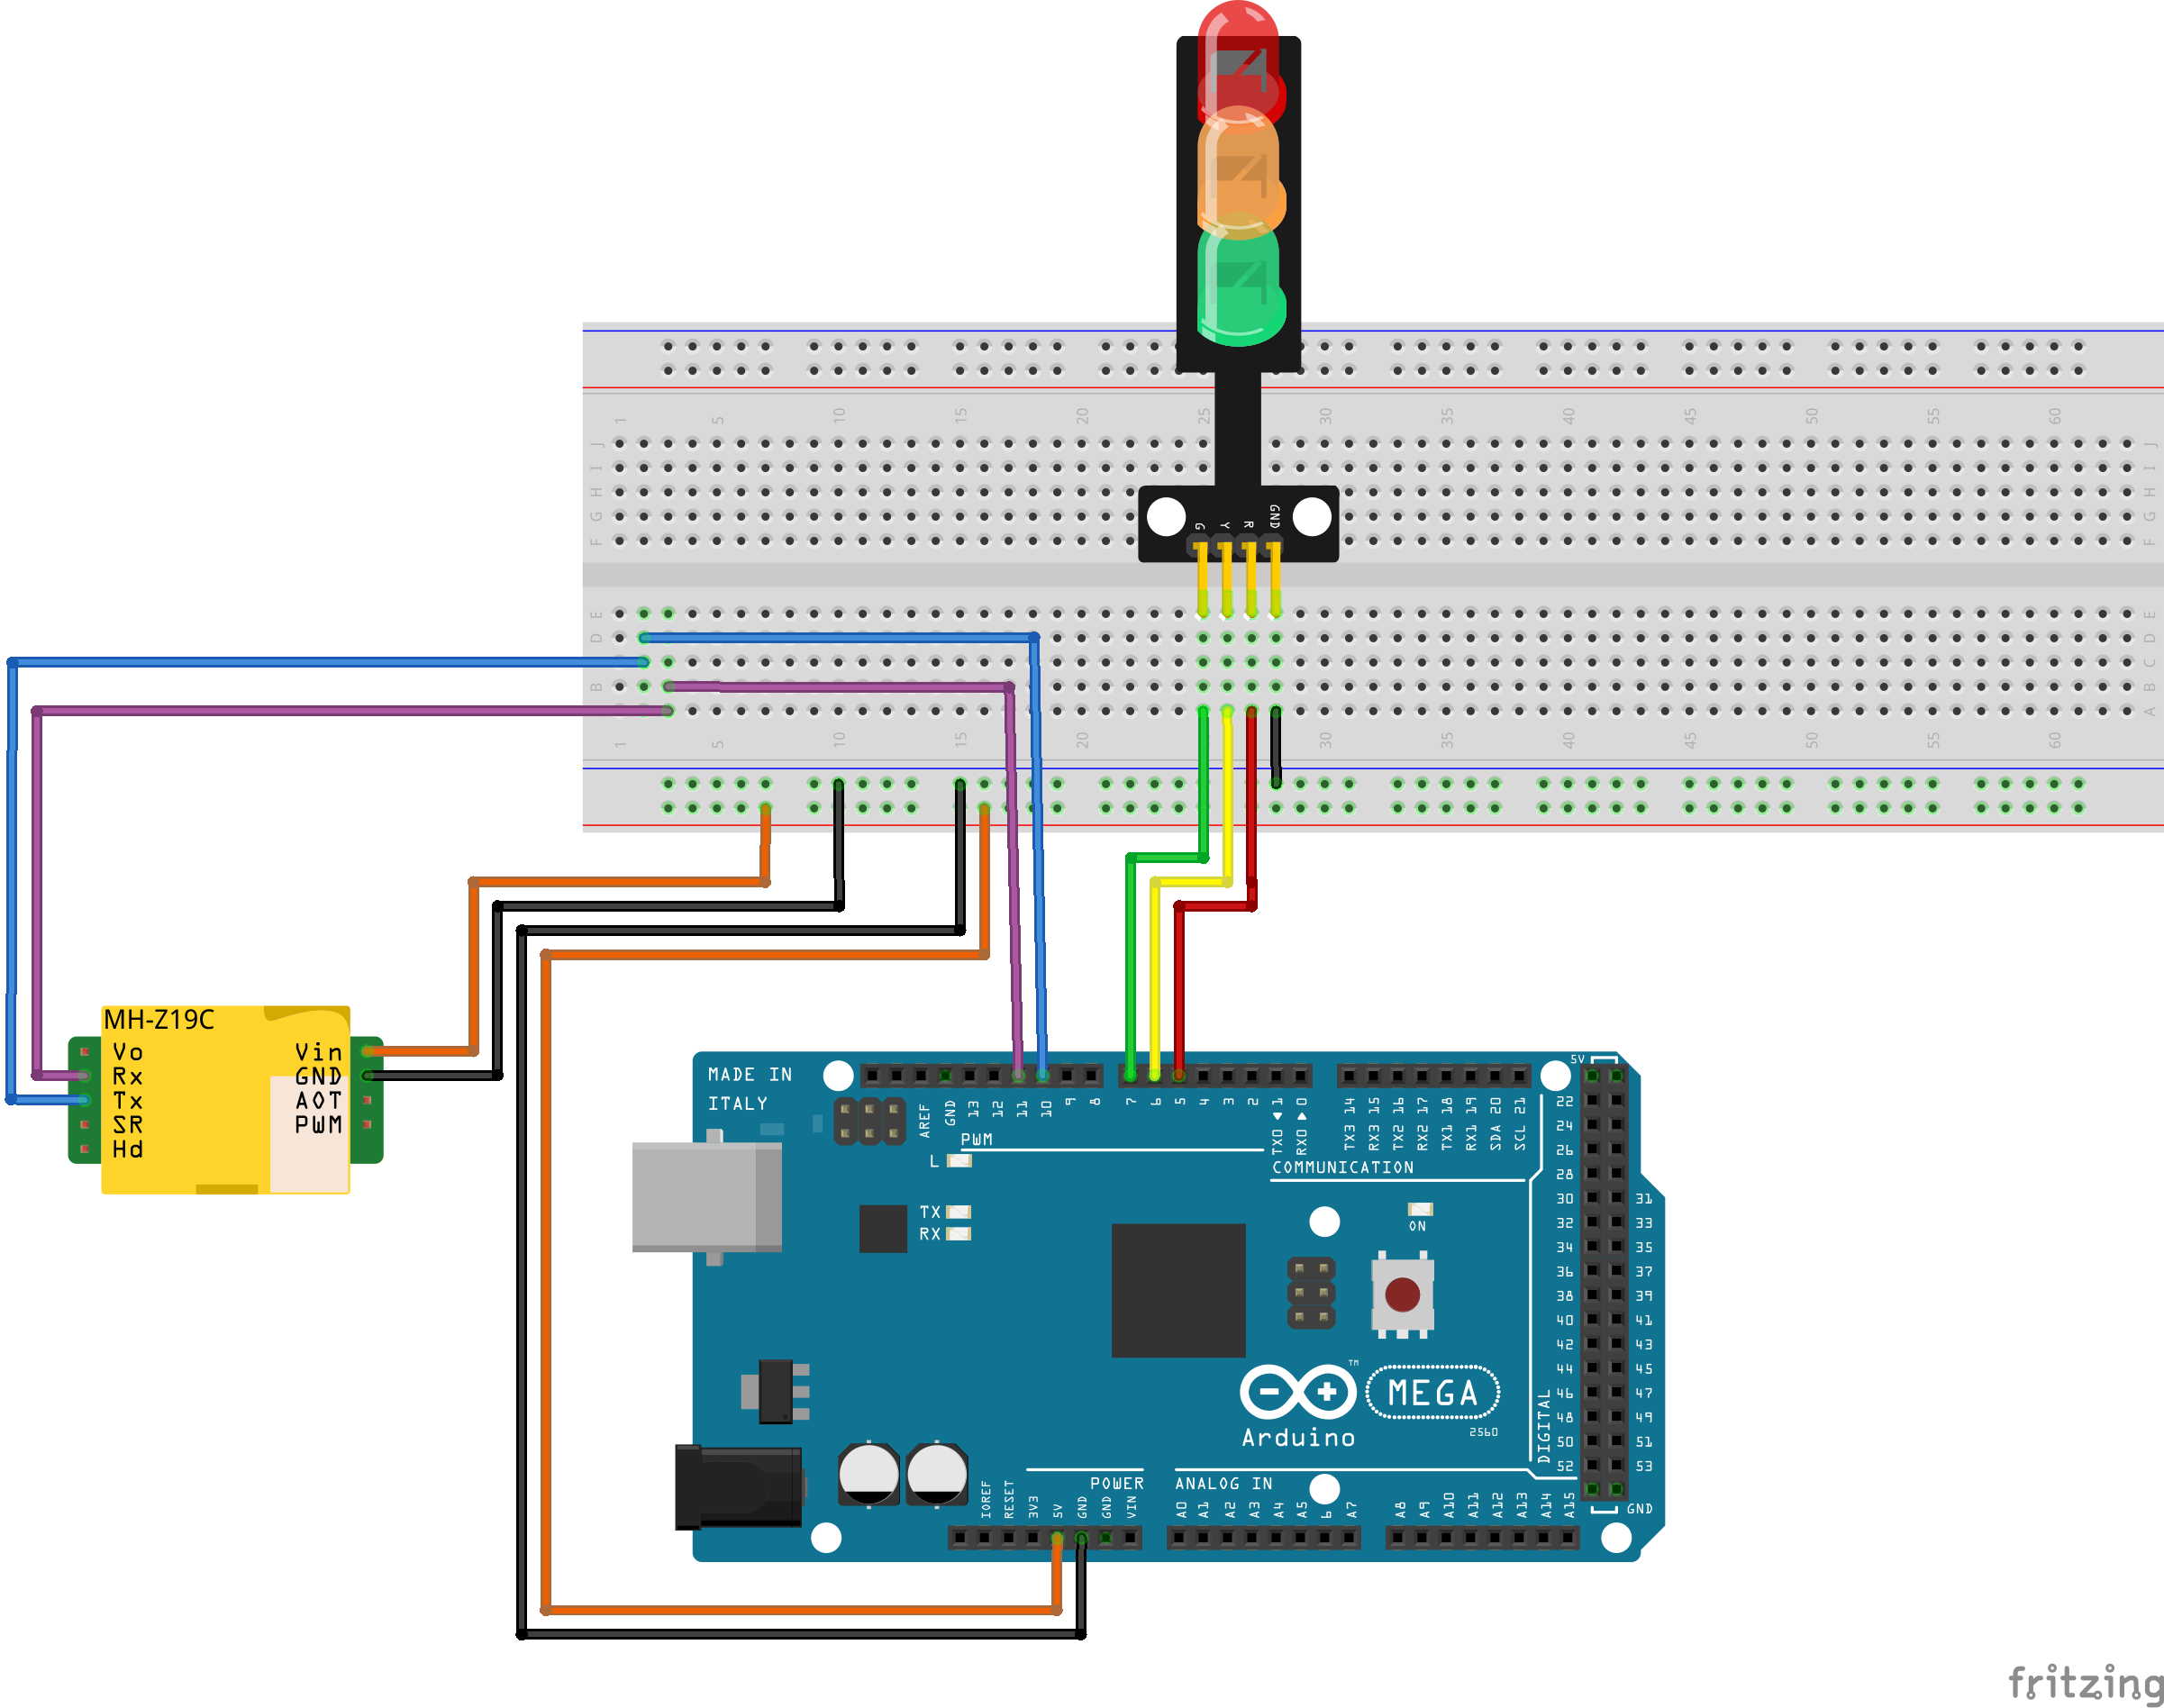 1 5 10 15 20 25 30 35 40 45 50 55 60
J J
I I
H H
G G
F F
G Y R GND
E E
D D
C C
B B
A
1 5 10 15 20 25 30 35 40 45 50 55 60
MH-Z19C
Vo Vin
Rx GND
Tx AOT
SR PWM
Hd
MADE IN
ITALY
AREF GND 13 12 11 10 9 8 7 6 5 4 3 2 TX0 1 RX0 0 TX3 14 RX3 15 TX2 16 RX2 17 TX1 18 RX1 19 SDA 20 SCL 21
PWM
COMMUNICATION
L
TX
RX
ON
5V
22
24
26
28
30 31
32 33
34 35
36 37
38 39
40 41
42 43
44 45
46 47
48 49
50 51
52 53
GND
DIGITAL
TM
MEGA
Arduino
2560
POWER ANALOG IN
IOREF RESET 3V3 5V GND GND VIN A0 A1 A2 A3 A4 A5 6 A7 A8 A9 A10 A11 A12 A13 A14 A15
fritzing